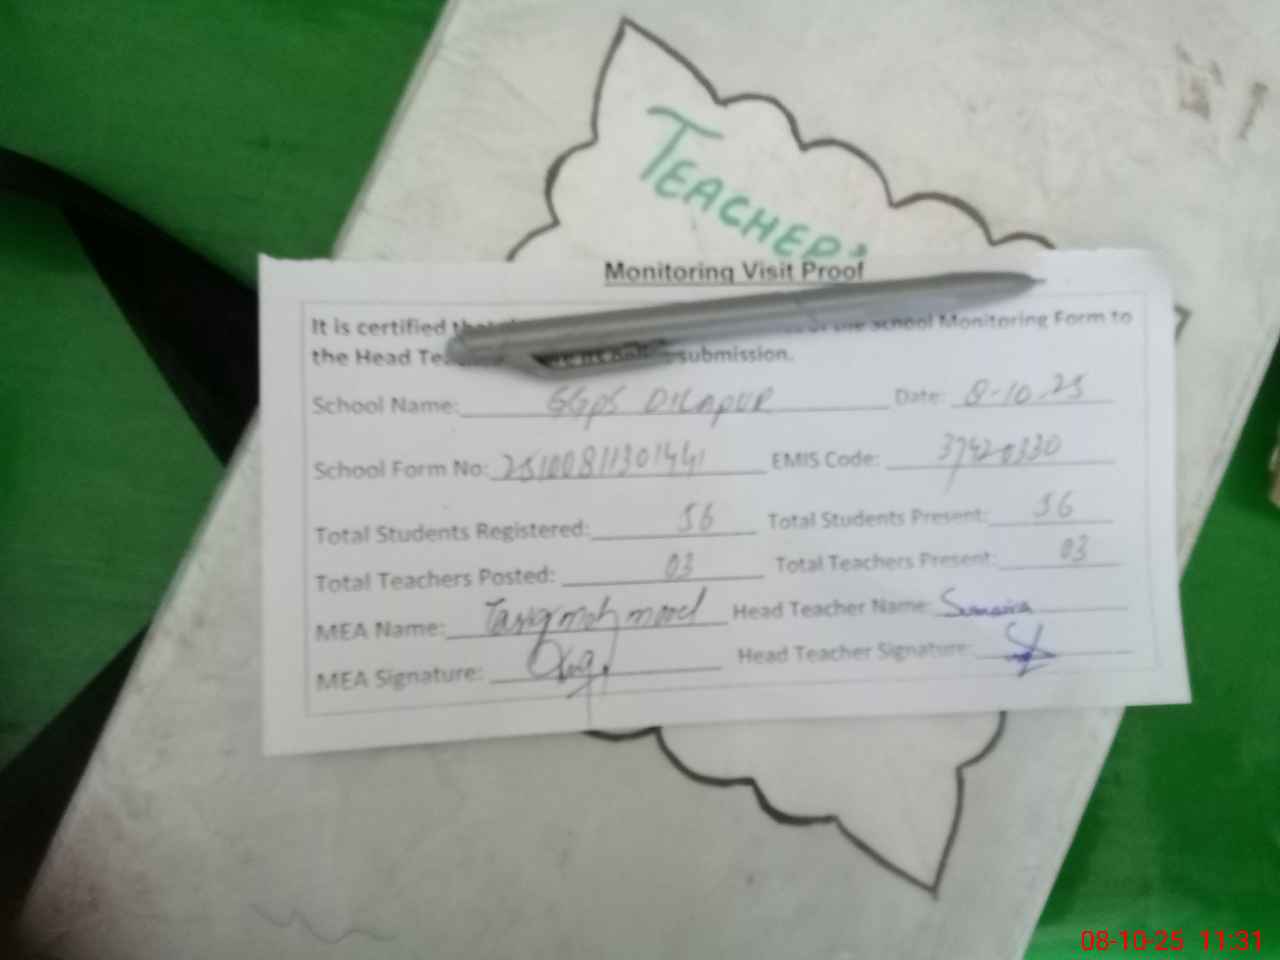 TEACHER'
Monitoring Visit Proof
It is certified that of the School Monitoring Form to
the Head submission.
School Name: GGPS DILAPUR Date: 8-10-25
School Form No: EMIS Code: 37420330
Total Students Registered: 56 Total Students Present: 56
Total Teachers Posted: 03 Total Teachers Present: 03
MEA Name: Tariq mahmood Head Teacher Name: Sumaira
MEA Signature: Head Teacher Signature:
08-10-25 11:31